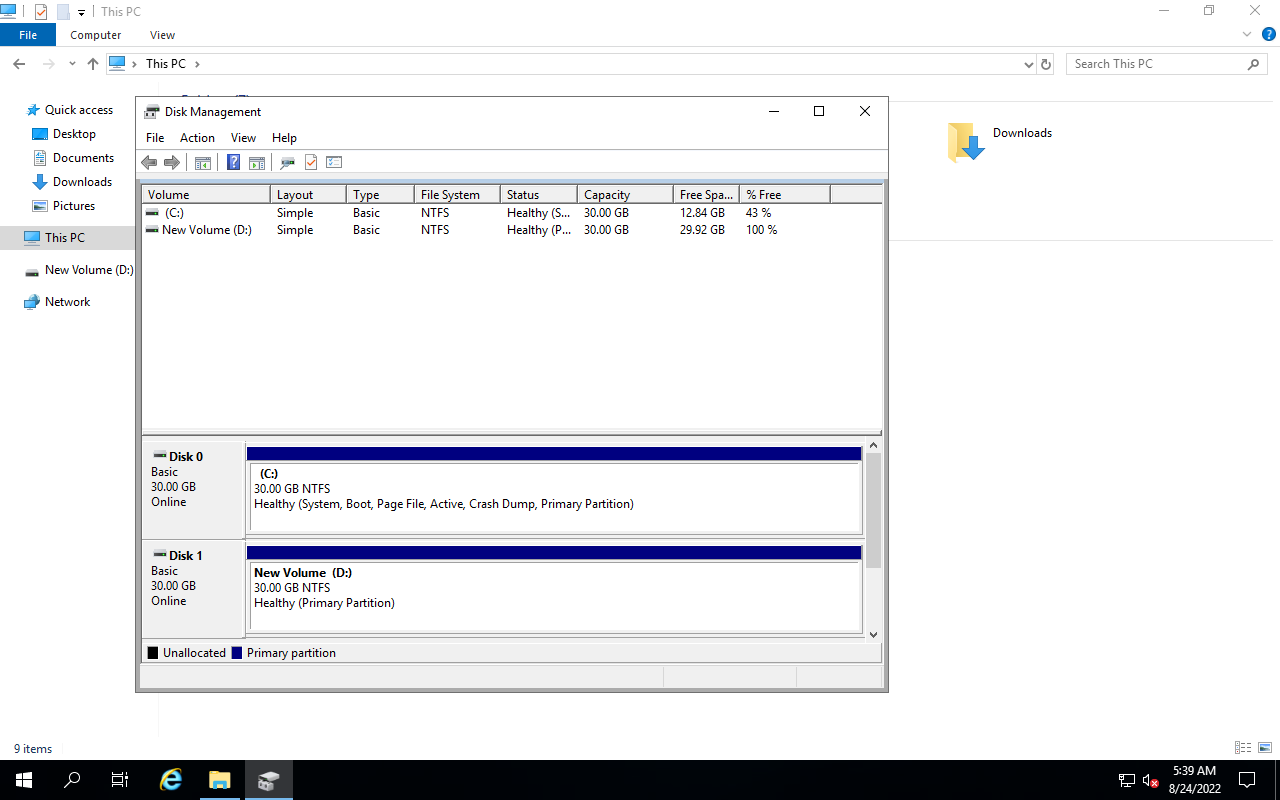 This PC
File
Computer
View
This PC
Search This PC
Quick access
Desktop
Documents
Downloads
Pictures
This PC
New Volume (D:)
Network
Downloads
Disk Management
File Action View Help
Volume Layout Type File System Status Capacity Free Spa... % Free
(C:) Simple Basic NTFS Healthy (S... 30.00 GB 12.84 GB 43 %
New Volume (D:) Simple Basic NTFS Healthy (P... 30.00 GB 29.92 GB 100 %
Disk 0
Basic
30.00 GB
Online
(C:)
30.00 GB NTFS
Healthy (System, Boot, Page File, Active, Crash Dump, Primary Partition)
Disk 1
Basic
30.00 GB
Online
New Volume (D:)
30.00 GB NTFS
Healthy (Primary Partition)
Unallocated Primary partition
9 items
5:39 AM
8/24/2022